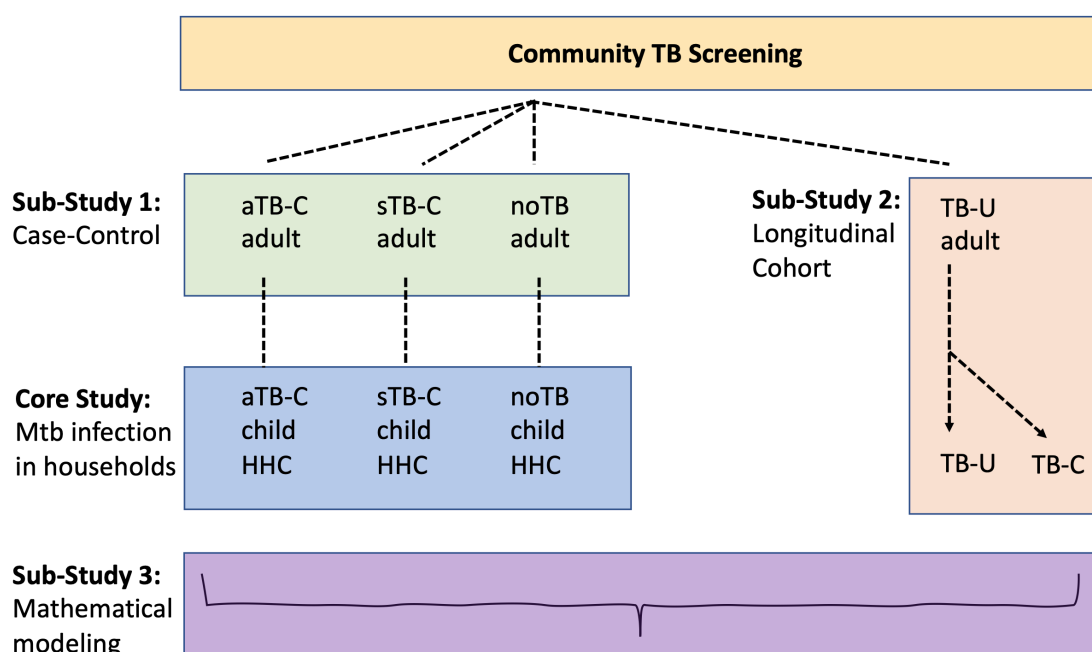 Community TB Screening
Sub-Study 1:
Case-Control
aTB-C
adult
sTB-C
adult
noTB
adult
Sub-Study 2:
Longitudinal
Cohort
TB-U
adult
TB-U
TB-C
Core Study:
Mtb infection
in households
aTB-C
child
HHC
sTB-C
child
HHC
noTB
child
HHC
Sub-Study 3:
Mathematical
modeling